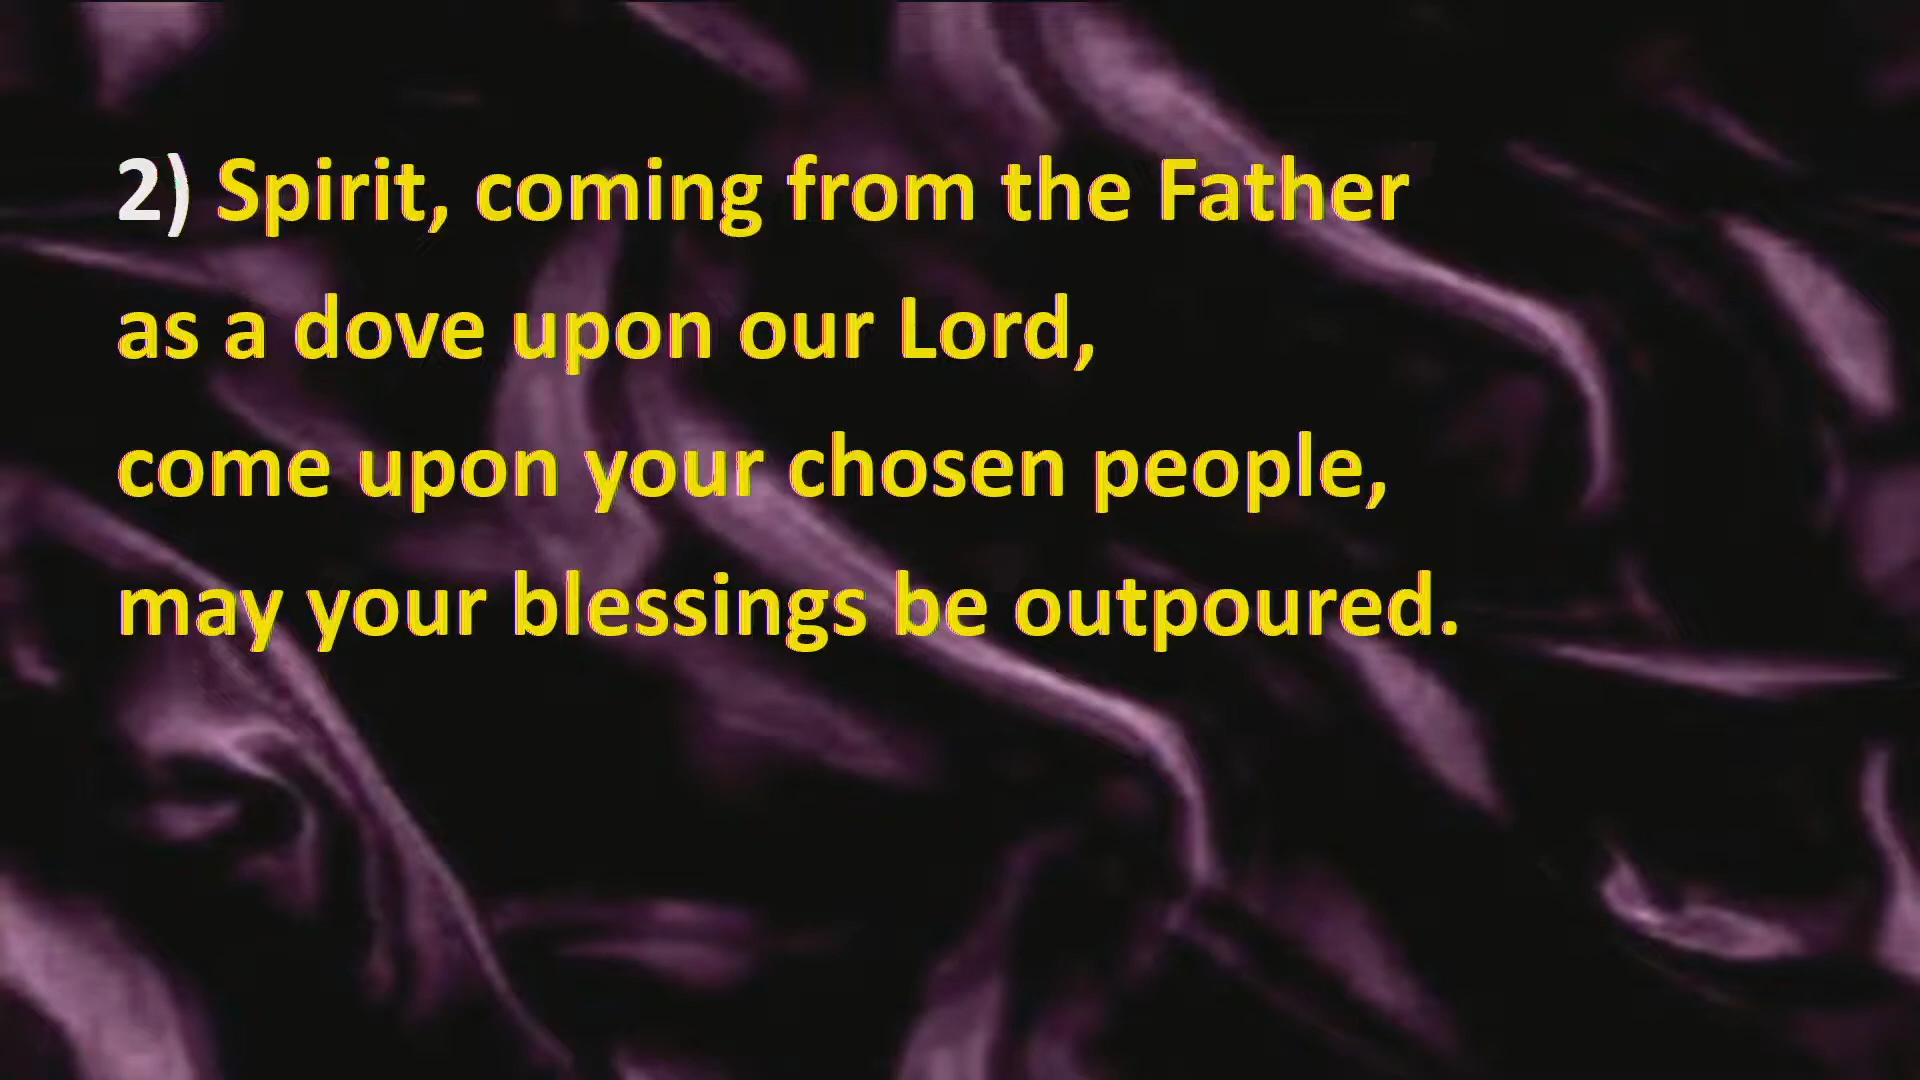 2) Spirit, coming from the Father
as a dove upon our Lord,
come upon your chosen people,
may your blessings be outpoured.